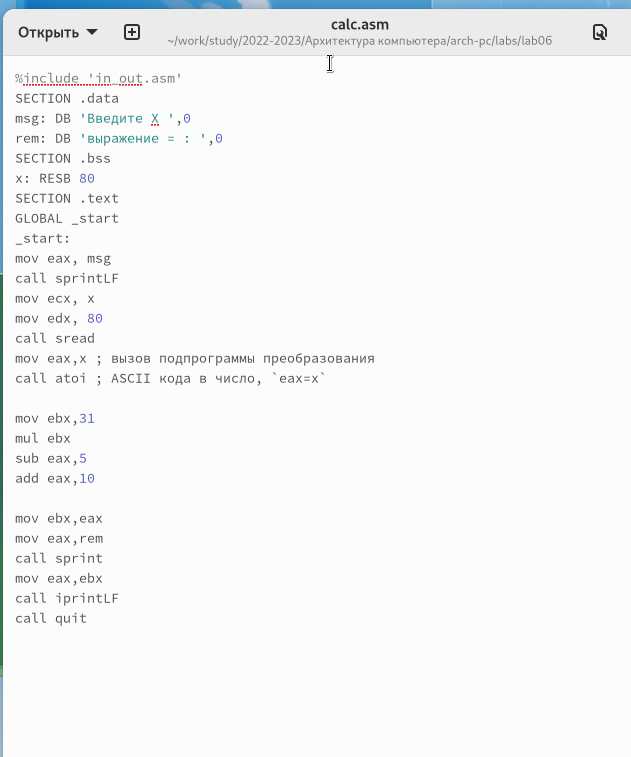 Открыть
calc.asm
~/work/study/2022-2023/Архитектура компьютера/arch-pc/labs/lab06
%include 'in_out.asm'
SECTION .data
msg: DB 'Введите X ',0
rem: DB 'выражение = : ',0
SECTION .bss
x: RESB 80
SECTION .text
GLOBAL _start
_start:
mov eax, msg
call sprintLF
mov ecx, x
mov edx, 80
call sread
mov eax,x ; вызов подпрограммы преобразования
call atoi ; ASCII кода в число, `eax=x`
mov ebx,31
mul ebx
sub eax,5
add eax,10
mov ebx,eax
mov eax,rem
call sprint
mov eax,ebx
call iprintLF
call quit